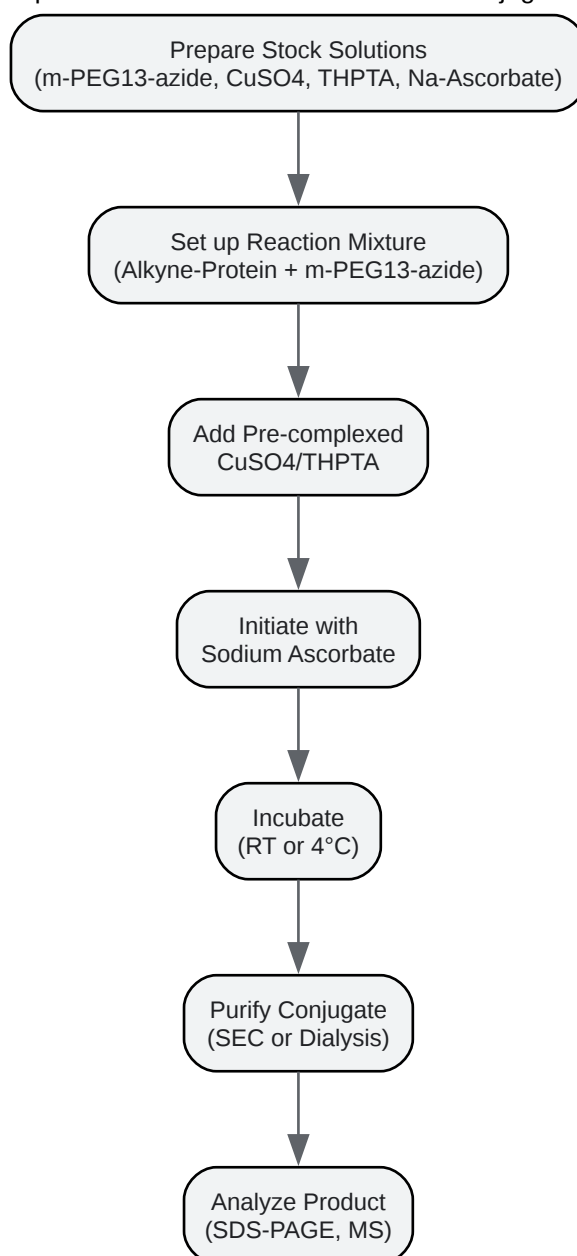 Prepare Stock Solutions
(m-PEG13-azide, CuSO4, THPTA, Na-Ascorbate)
Set up Reaction Mixture
(Alkyne-Protein + m-PEG13-azide)
Add Pre-complexed
CuSO4/THPTA
Initiate with
Sodium Ascorbate
Incubate
(RT or 4°C)
Purify Conjugate
(SEC or Dialysis)
Analyze Product
(SDS-PAGE, MS)